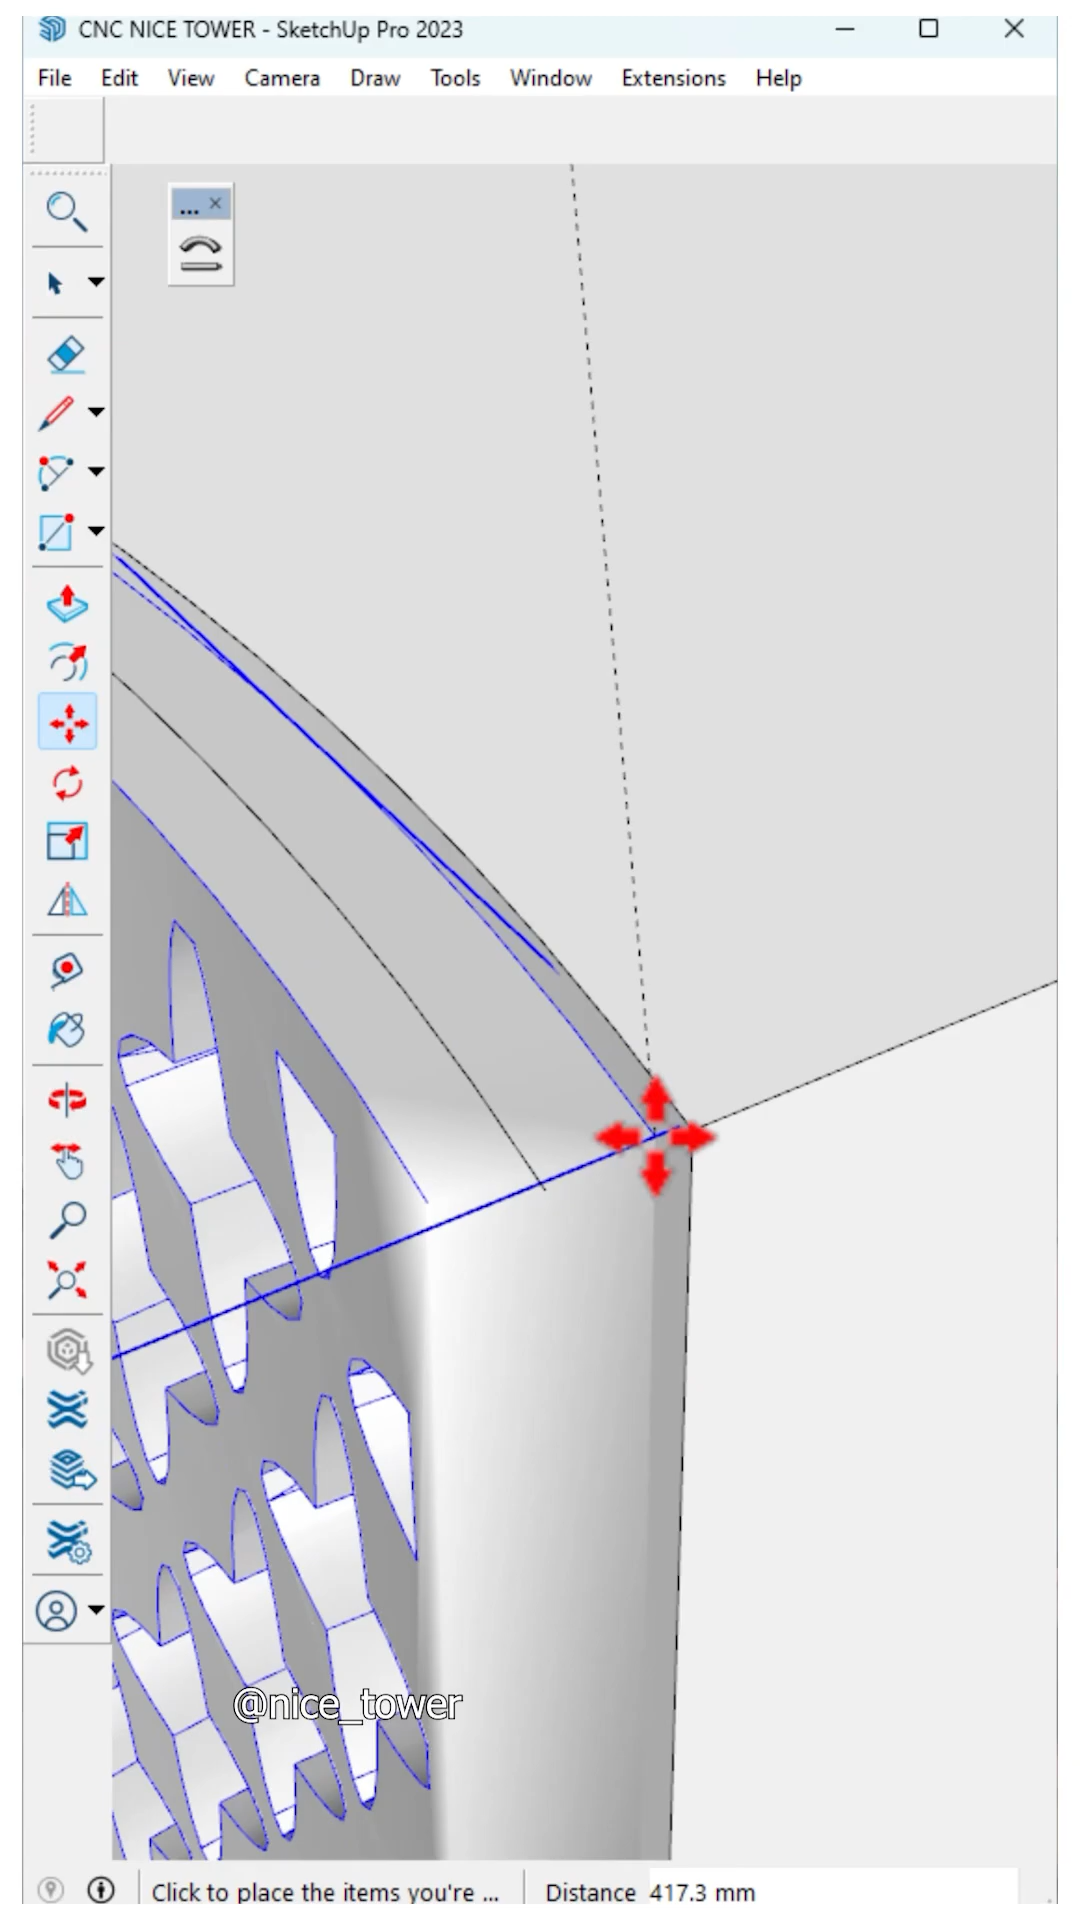 CNC NICE TOWER - SketchUp Pro 2023
File Edit View Camera Draw Tools Window Extensions Help
...
@nice_tower
Click to place the items you're ... Distance 417.3 mm